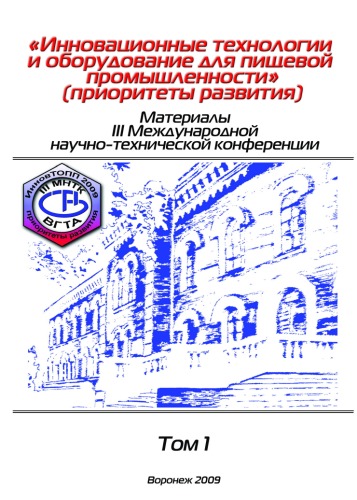 «Инновационные технологии
и оборудование для пищевой
промышленности»
(приоритеты развития)
Материалы
III Международной
научно-технической конференции
ИнновТОПП 2009
III МНТК
ВГТА
приоритеты развития
Том 1
Воронеж 2009